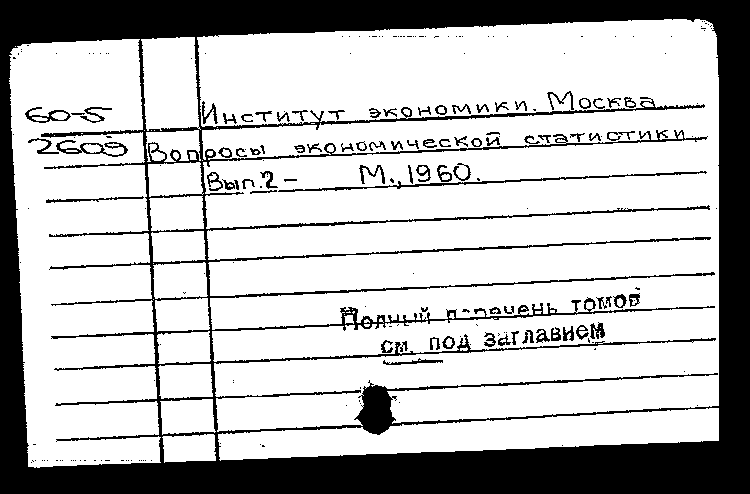 60-5 Институт экономики. Москва
2609 Вопросы экономической статистики
Вып.2- М.,1960.
Полный перечень томов
см. под заглавием